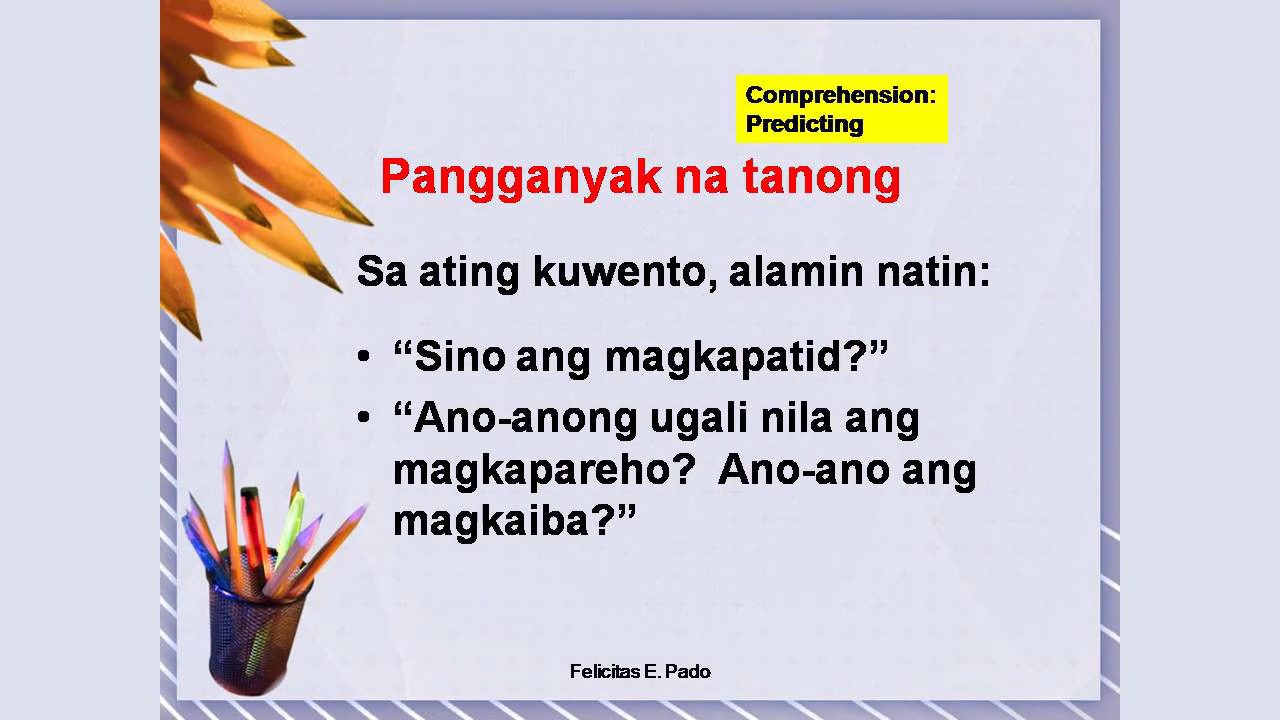 Comprehension:
Predicting
Pangganyak na tanong
Sa ating kuwento, alamin natin:
• “Sino ang magkapatid?”
• “Ano-anong ugali nila ang
magkapareho?  Ano-ano ang
magkaiba?”
Felicitas E. Pado